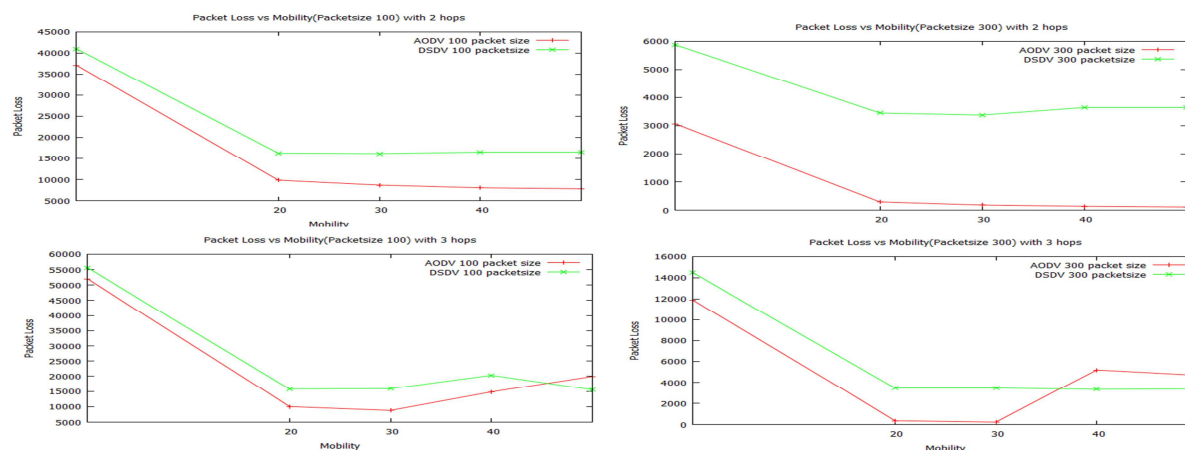 Packet Loss vs Mobility(Packetsize 100) with 2 hops
45000
40000
35000
30000
25000
20000
15000
10000
5000
Packet Loss
AODV 100 packet size
DSDV 100 packetsize
20
30
40
Mobility
Packet Loss vs Mobility(Packetsize 300) with 2 hops
6000
5000
4000
3000
2000
1000
0
Packet Loss
AODV 300 packet size
DSDV 300 packetsize
20
30
40
Mobility
Packet Loss vs Mobility(Packetsize 100) with 3 hops
60000
55000
50000
45000
40000
35000
30000
25000
20000
15000
10000
5000
Packet Loss
AODV 100 packet size
DSDV 100 packetsize
20
30
40
Mobility
Packet Loss vs Mobility(Packetsize 300) with 3 hops
16000
14000
12000
10000
8000
6000
4000
2000
0
Packet Loss
AODV 300 packet size
DSDV 300 packetsize
20
30
40
Mobility